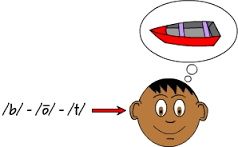 /b/ - /ō/ - /t/